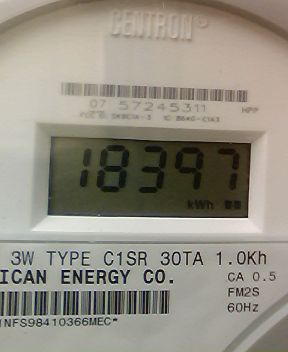 CENTRON®
07 57245311 HPP
18397
kWh
3W TYPE C1SR 30TA 1.0Kh
ICAN ENERGY CO.
CA 0.5
FM2S
60Hz
NFS98410366MEC*